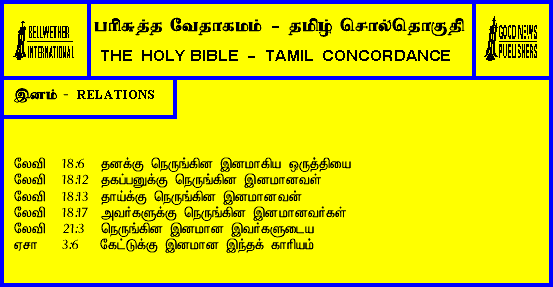 BELLWETHER
INTERNATIONAL
பரிசுத்த வேதாகமம் - தமிழ் சொல்தொகுதி
THE HOLY BIBLE - TAMIL CONCORDANCE
GOOD NEWS
PUBLISHERS
இனம் - RELATIONS
லேவி 18:6 தனக்கு நெருங்கின இனமாகிய ஒருத்தியை
லேவி 18:12 தகப்பனுக்கு நெருங்கின இனமானவள்
லேவி 18:13 தாய்க்கு நெருங்கின இனமானவன்
லேவி 18:17 அவர்களுக்கு நெருங்கின இனமானவர்கள்
லேவி 21:3 நெருங்கின இனமான இவர்களுடைய
ஏசா 3:6 கேட்டுக்கு இனமான இந்தக் காரியம்